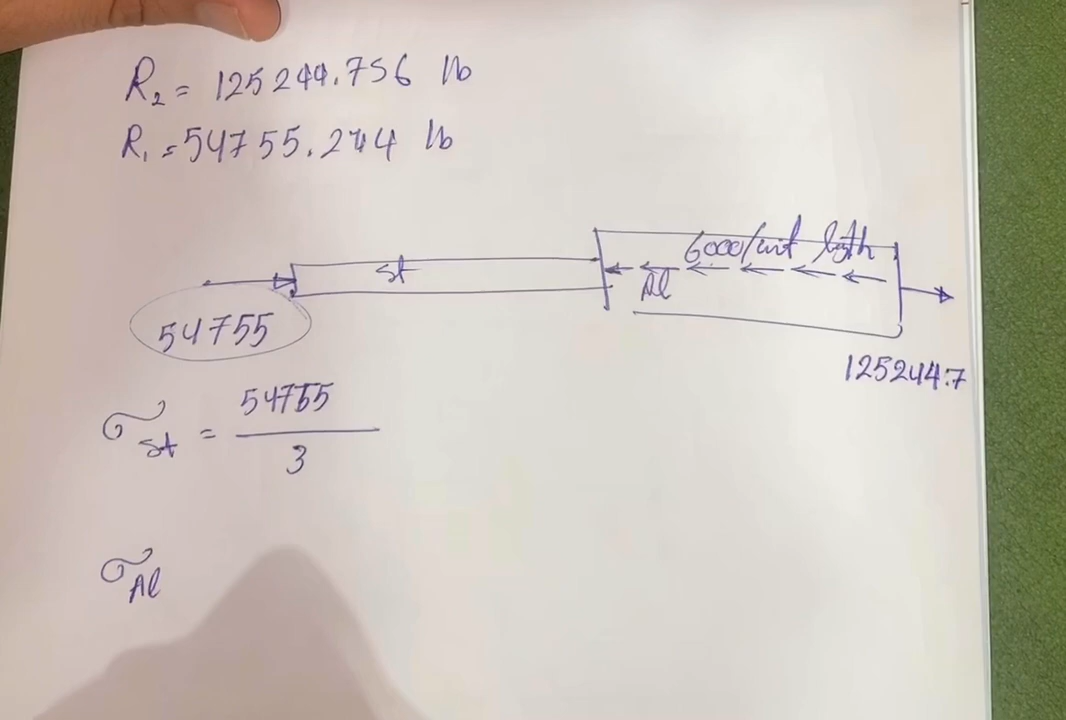 R₂ = 125244.756 lb
R₁ = 54755.244 lb
6000/unit length
st
Al
54755
125244.7
σst = 54755 / 3
σAl